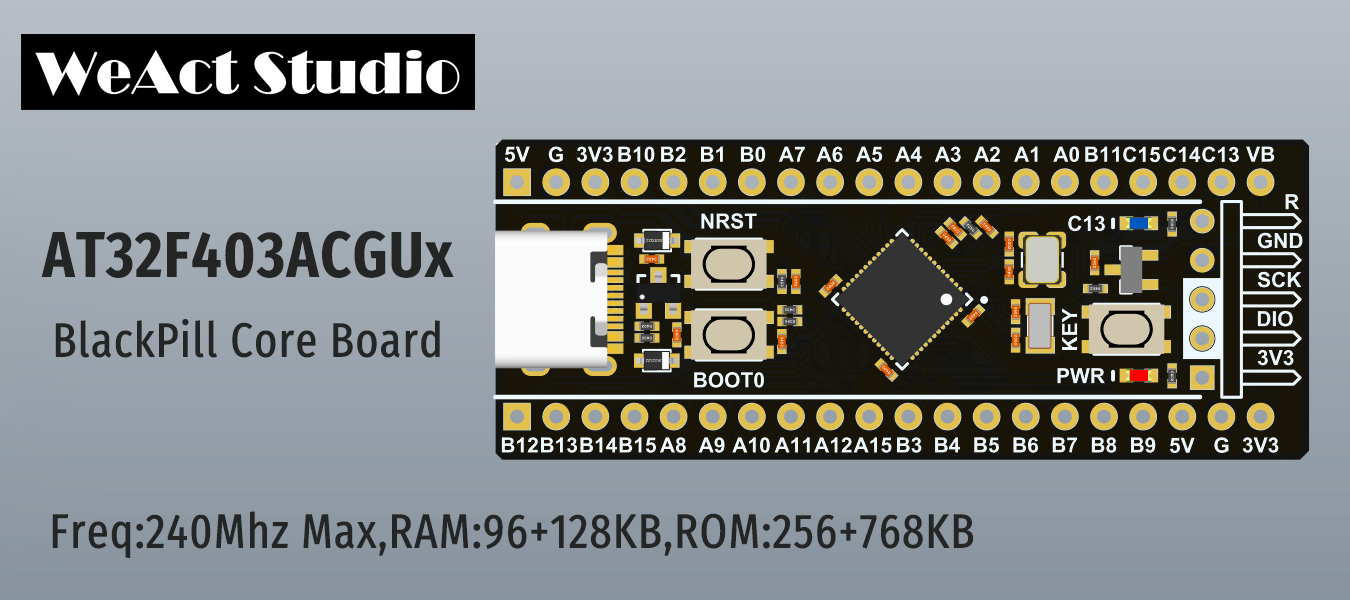 WeAct Studio
5V G 3V3 B10 B2 B1 B0 A7 A6 A5 A4 A3 A2 A1 A0 B11 C15 C14 C13 VB
R
NRST
C13
GND
AT32F403ACGUx
SCK
DIO
BlackPill Core Board
KEY
3V3
BOOT0
PWR
B12 B13 B14 B15 A8 A9 A10 A11 A12 A15 B3 B4 B5 B6 B7 B8 B9 5V G 3V3
Freq:240Mhz Max,RAM:96+128KB,ROM:256+768KB